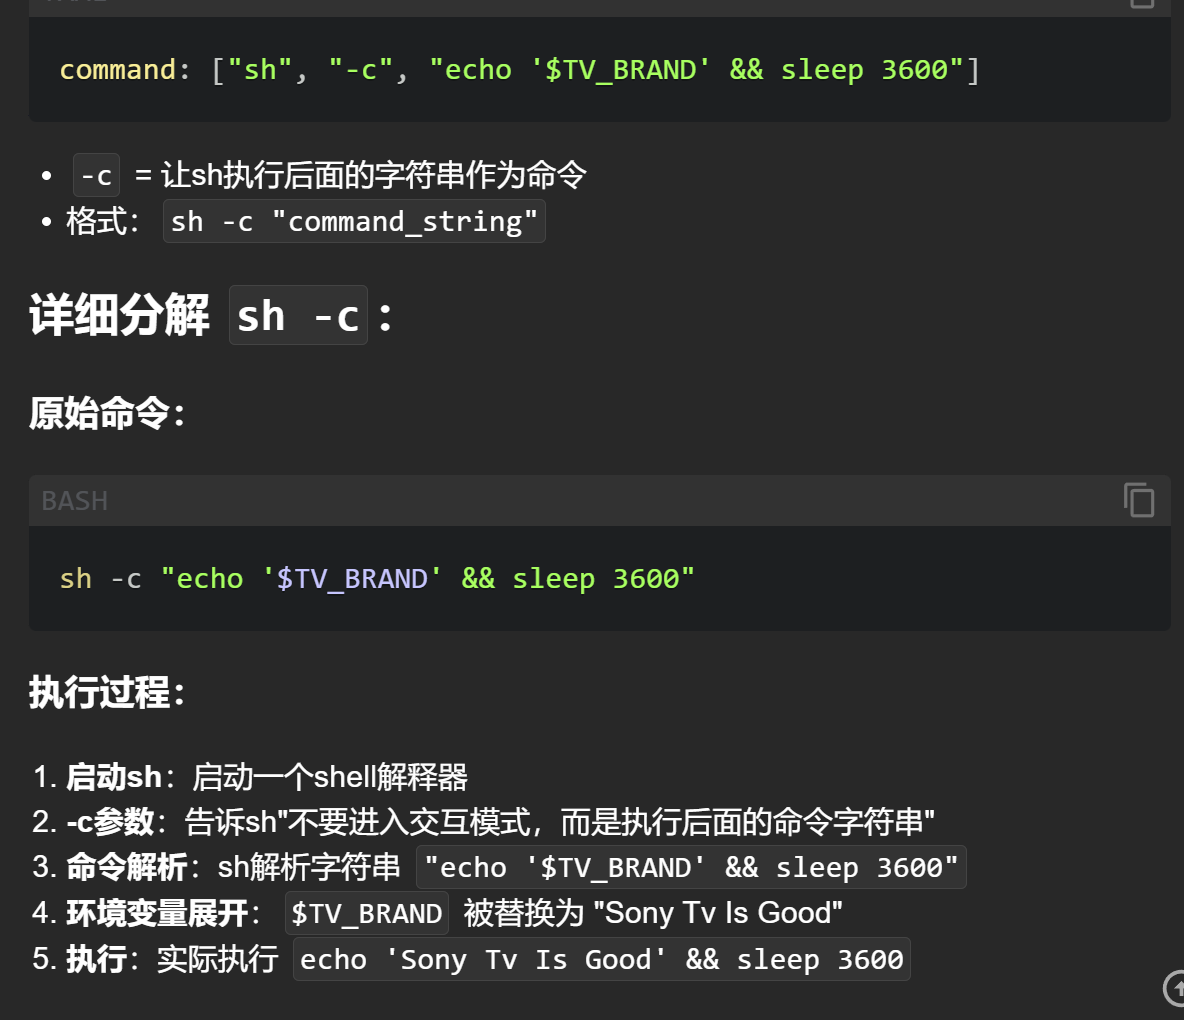 command: ["sh", "-c", "echo '$TV_BRAND' && sleep 3600"]
• -c = 让sh执行后面的字符串作为命令
• 格式： sh -c "command_string"
详细分解 sh -c：
原始命令：
BASH
sh -c "echo '$TV_BRAND' && sleep 3600"
执行过程：
1. 启动sh：启动一个shell解释器
2. -c参数：告诉sh"不要进入交互模式，而是执行后面的命令字符串"
3. 命令解析：sh解析字符串 "echo '$TV_BRAND' && sleep 3600"
4. 环境变量展开： $TV_BRAND 被替换为 "Sony Tv Is Good"
5. 执行：实际执行 echo 'Sony Tv Is Good' && sleep 3600